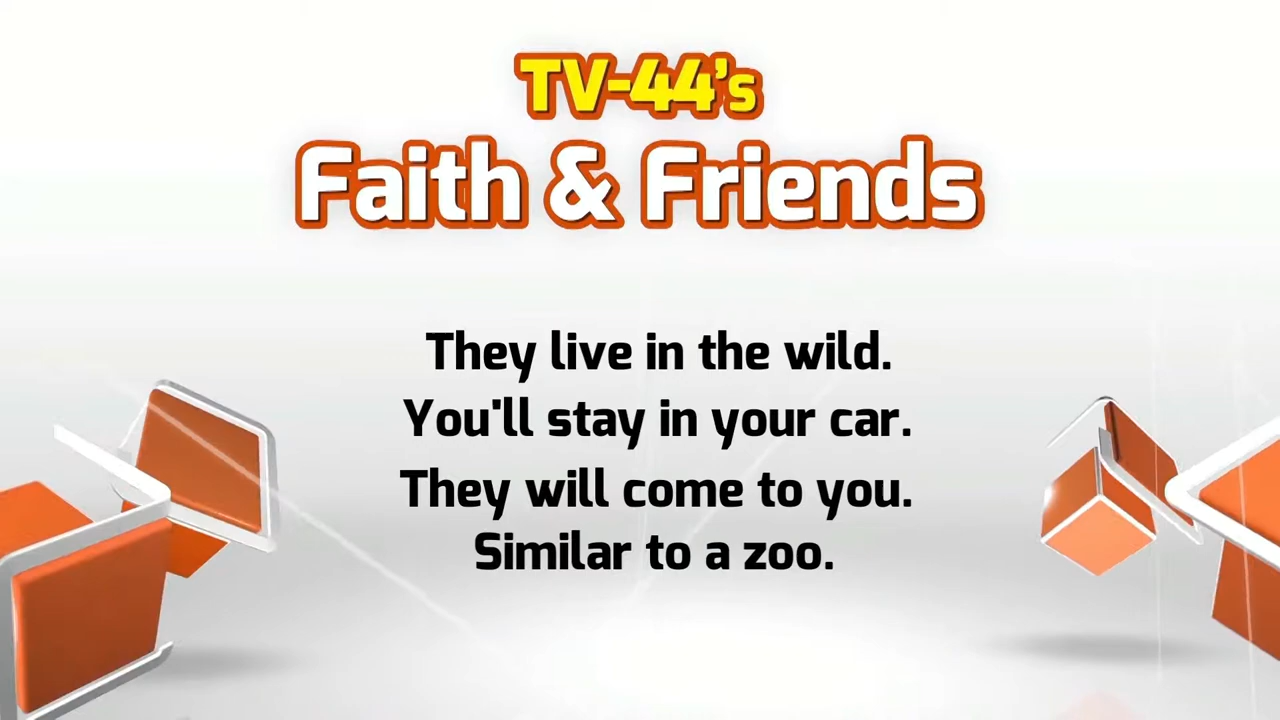 TV-44's
Faith & Friends
They live in the wild.
You'll stay in your car.
They will come to you.
Similar to a zoo.